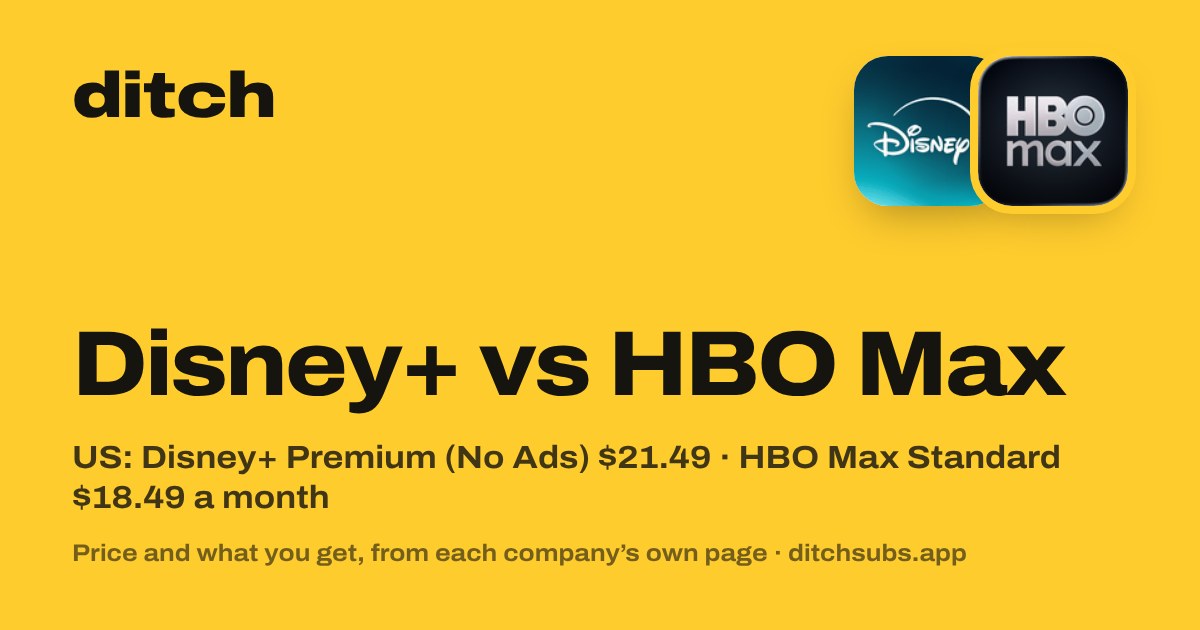 ditch
Disney
HBO
max
Disney+ vs HBO Max
US: Disney+ Premium (No Ads) $21.49 · HBO Max Standard
$18.49 a month
Price and what you get, from each company’s own page · ditchsubs.app